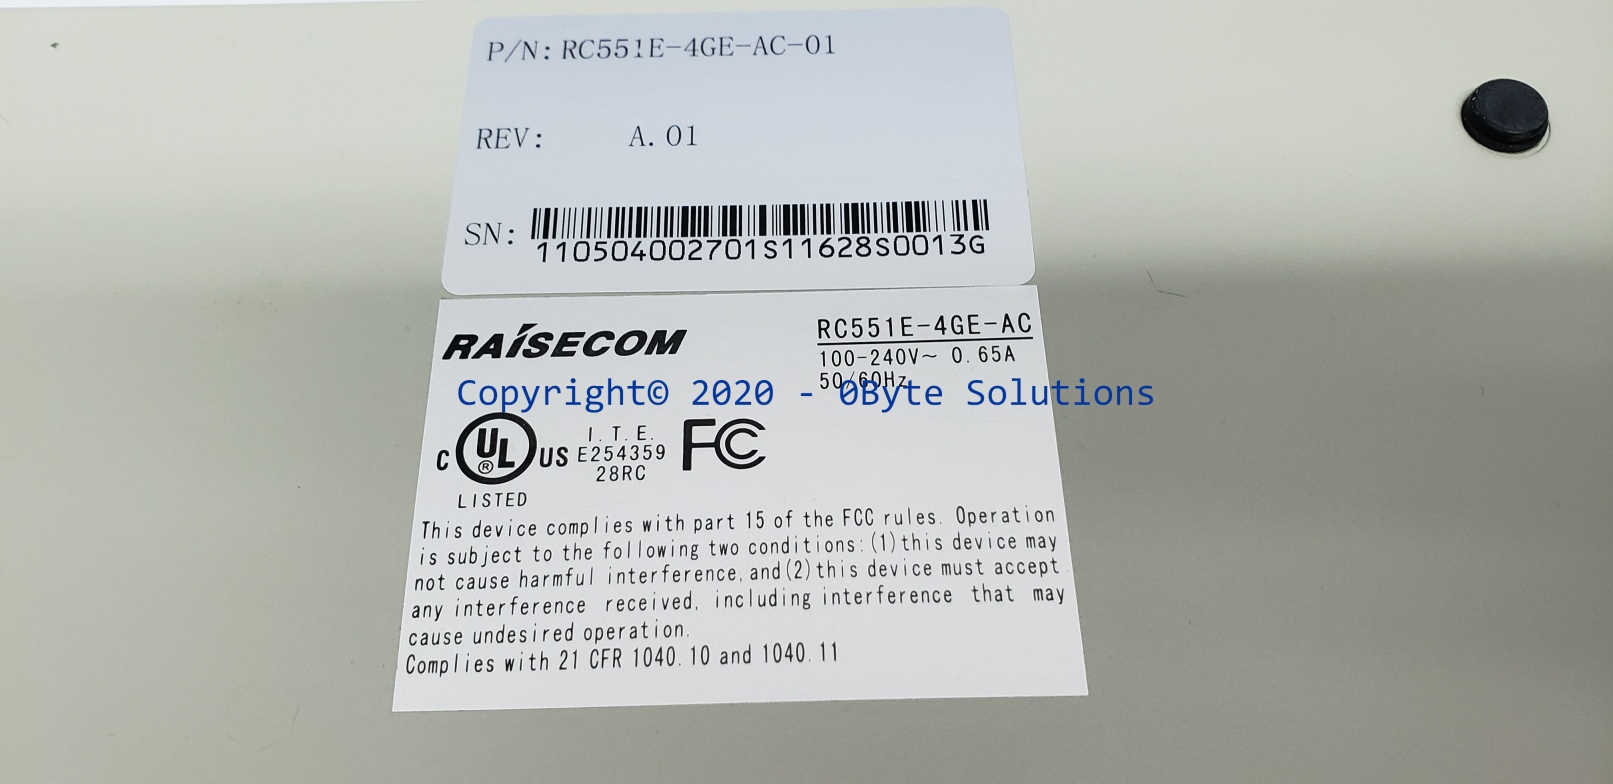 P/N: RC551E-4GE-AC-01
REV: A.01
SN:
110504002701S11628S0013G
RAISECOM
RC551E-4GE-AC
100-240V~ 0.65A
50/60Hz
Copyright© 2020 - 0Byte Solutions
C UL ® US
LISTED
I.T.E.
E254359
28RC
FC
This device complies with part 15 of the FCC rules. Operation
is subject to the following two conditions:(1)this device may
not cause harmful interference,and(2)this device must accept
any interference received, including interference that may
cause undesired operation.
Complies with 21 CFR 1040.10 and 1040.11